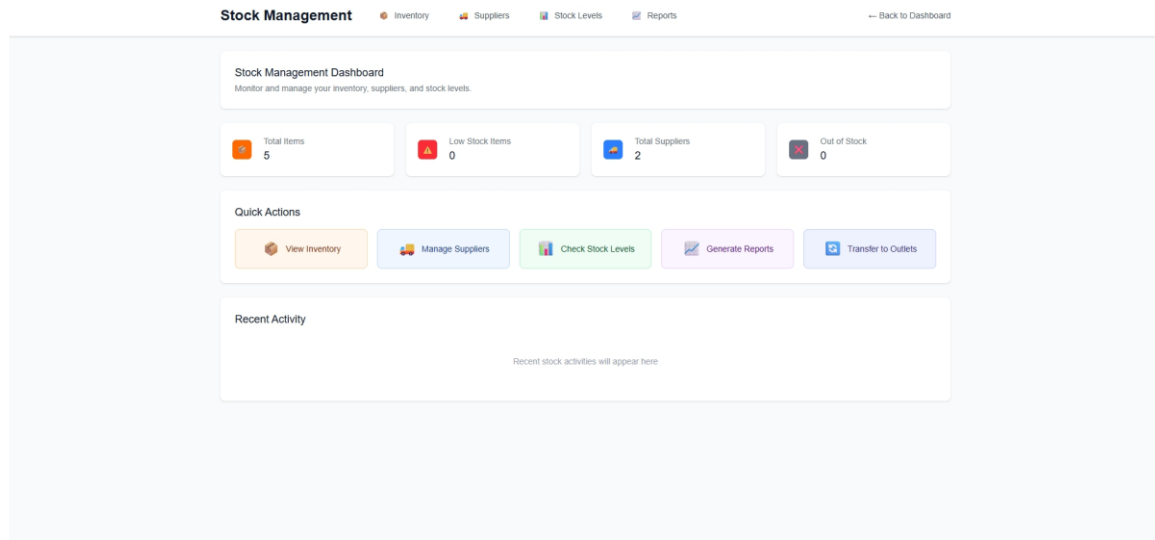 Stock Management
Inventory
Suppliers
Stock Levels
Reports
← Back to Dashboard
Stock Management Dashboard
Monitor and manage your inventory, suppliers, and stock levels.
Total Items
5
Low Stock Items
0
Total Suppliers
2
Out of Stock
0
Quick Actions
View Inventory
Manage Suppliers
Check Stock Levels
Generate Reports
Transfer to Outlets
Recent Activity
Recent stock activities will appear here